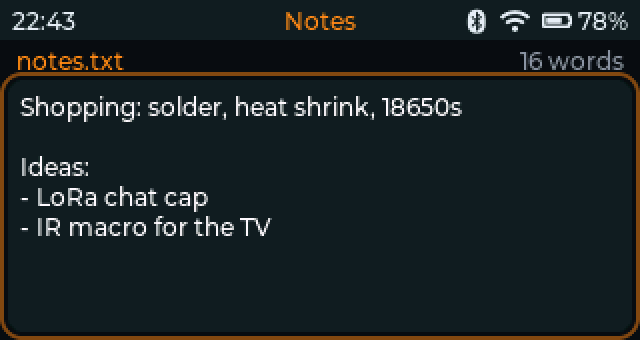 22:43 Notes 78%
notes.txt 16 words
Shopping: solder, heat shrink, 18650s
Ideas:
- LoRa chat cap
- IR macro for the TV